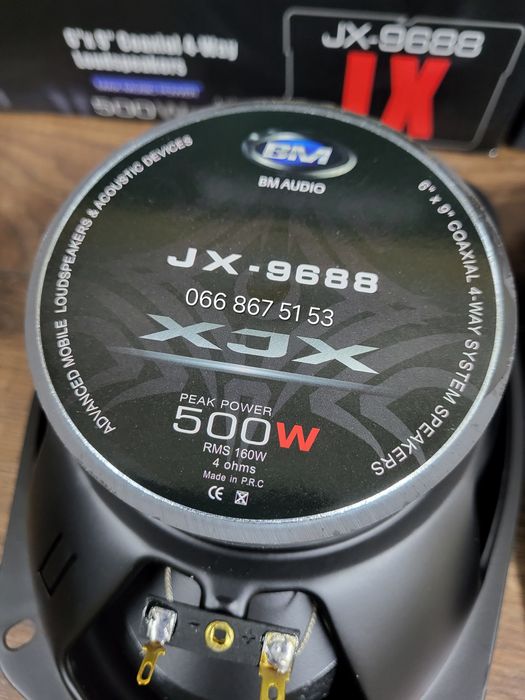 6"x 9" Coaxial 4-Way
Loudspeakers
500W
JX-9688
BM
BM AUDIO
ADVANCED MOBILE LOUDSPEAKERS & ACOUSTIC DEVICES
6" x 9" COAXIAL 4-WAY SYSTEM SPEAKERS
JX-9688
066 867 51 53
XJX
PEAK POWER
500W
RMS 160W
4 ohms
Made in P.R.C
CE
- +